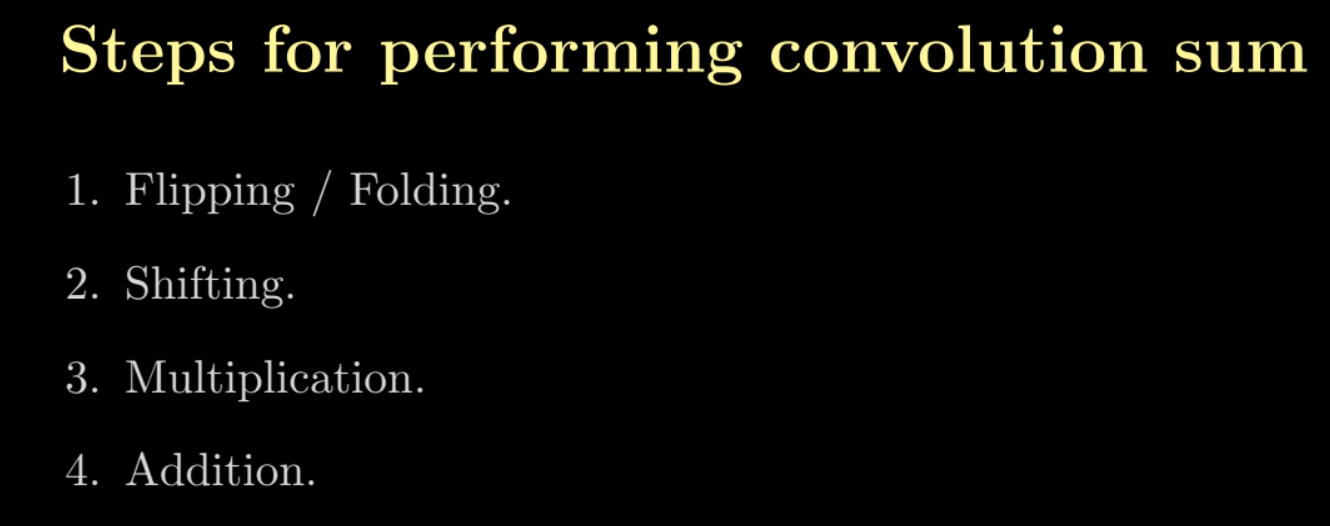 Steps for performing convolution sum
1. Flipping / Folding.
2. Shifting.
3. Multiplication.
4. Addition.